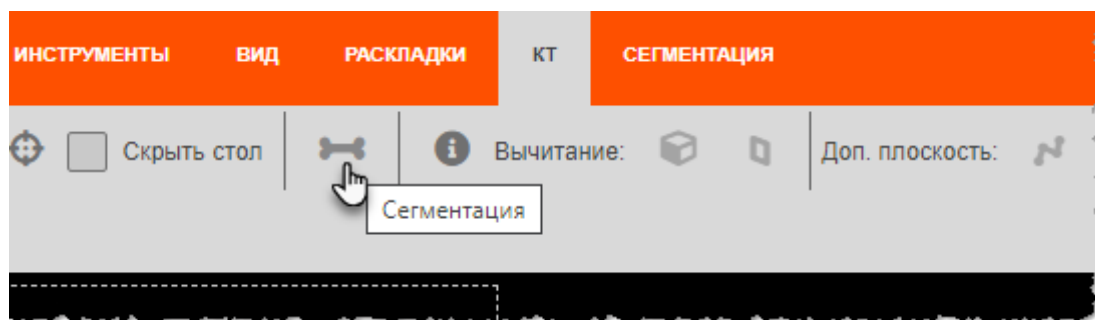 ИНСТРУМЕНТЫ ВИД РАСКЛАДКИ КТ СЕГМЕНТАЦИЯ
Скрыть стол Вычитание: Доп. плоскость:
Сегментация